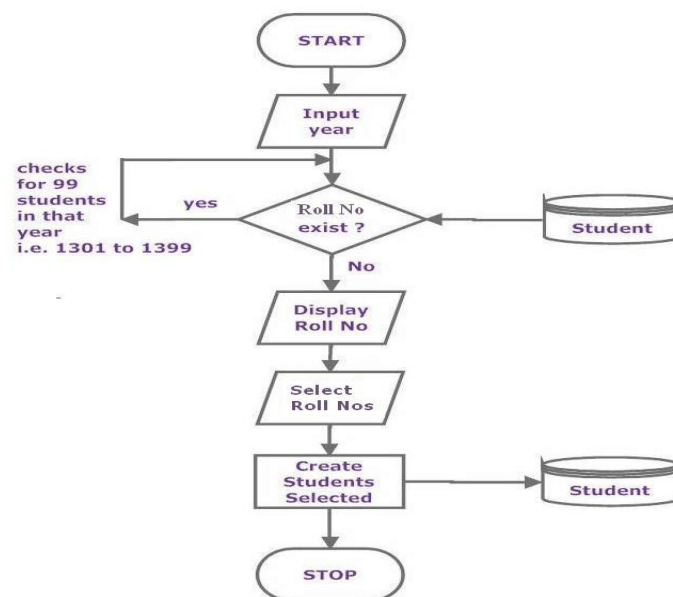 START
Input
year
checks
for 99
students
in that
year
i.e. 1301 to 1399
yes
Roll No
exist ?
Student
No
Display
Roll No
Select
Roll Nos
Create
Students
Selected
Student
STOP